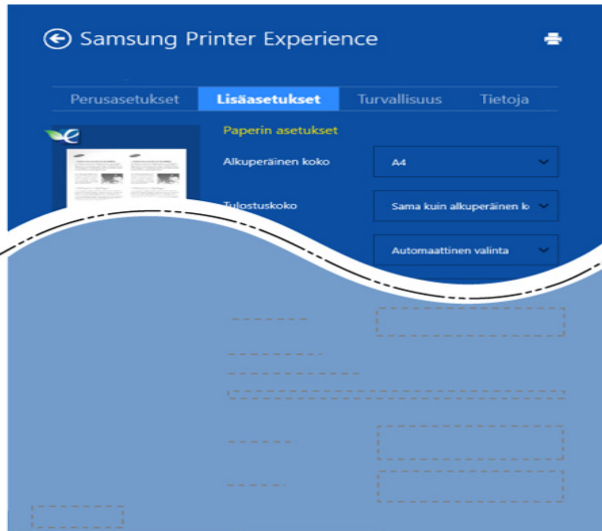 Samsung Printer Experience
Perusasetukset Lisäasetukset Turvallisuus Tietoja
Paperin asetukset
Alkuperäinen koko A4
Tulostuskoko Sama kuin alkuperäinen k
Automaattinen valinta